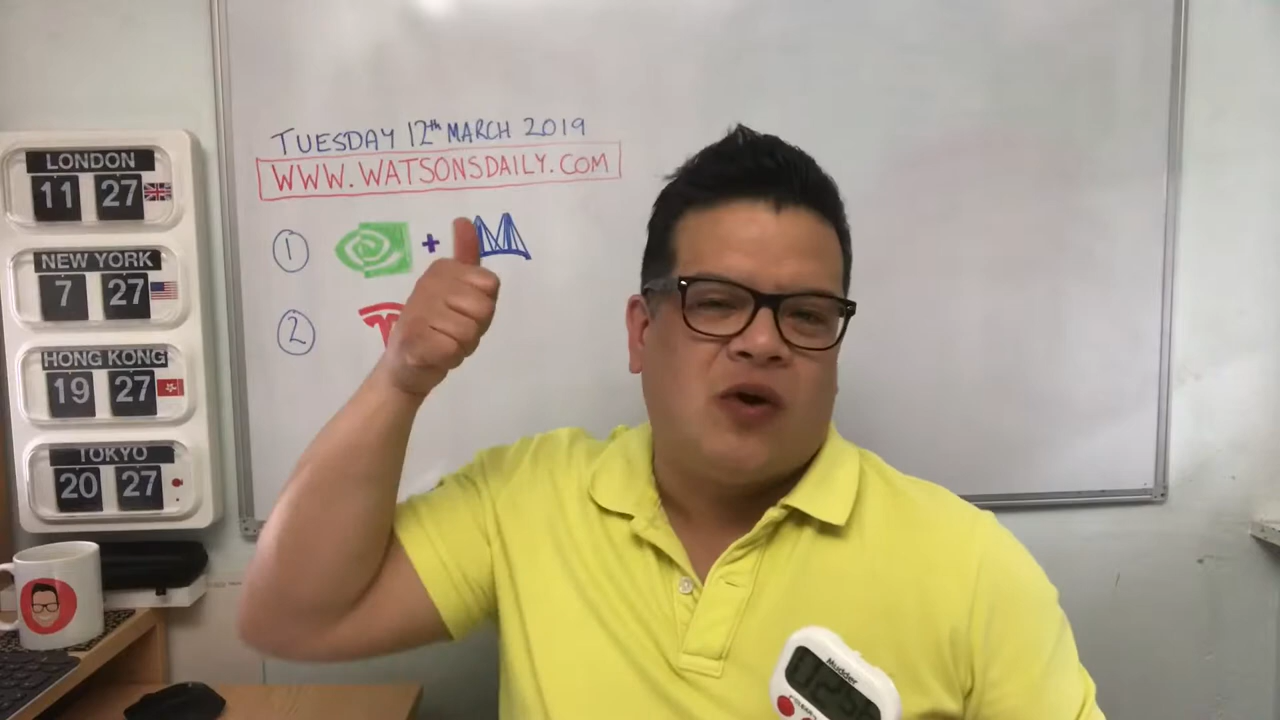 TUESDAY 12th MARCH 2019
WWW.WATSONSDAILY.COM
1
+
2
LONDON
11 27
NEW YORK
7 27
HONG KONG
19 27
TOKYO
20 27
Mudder